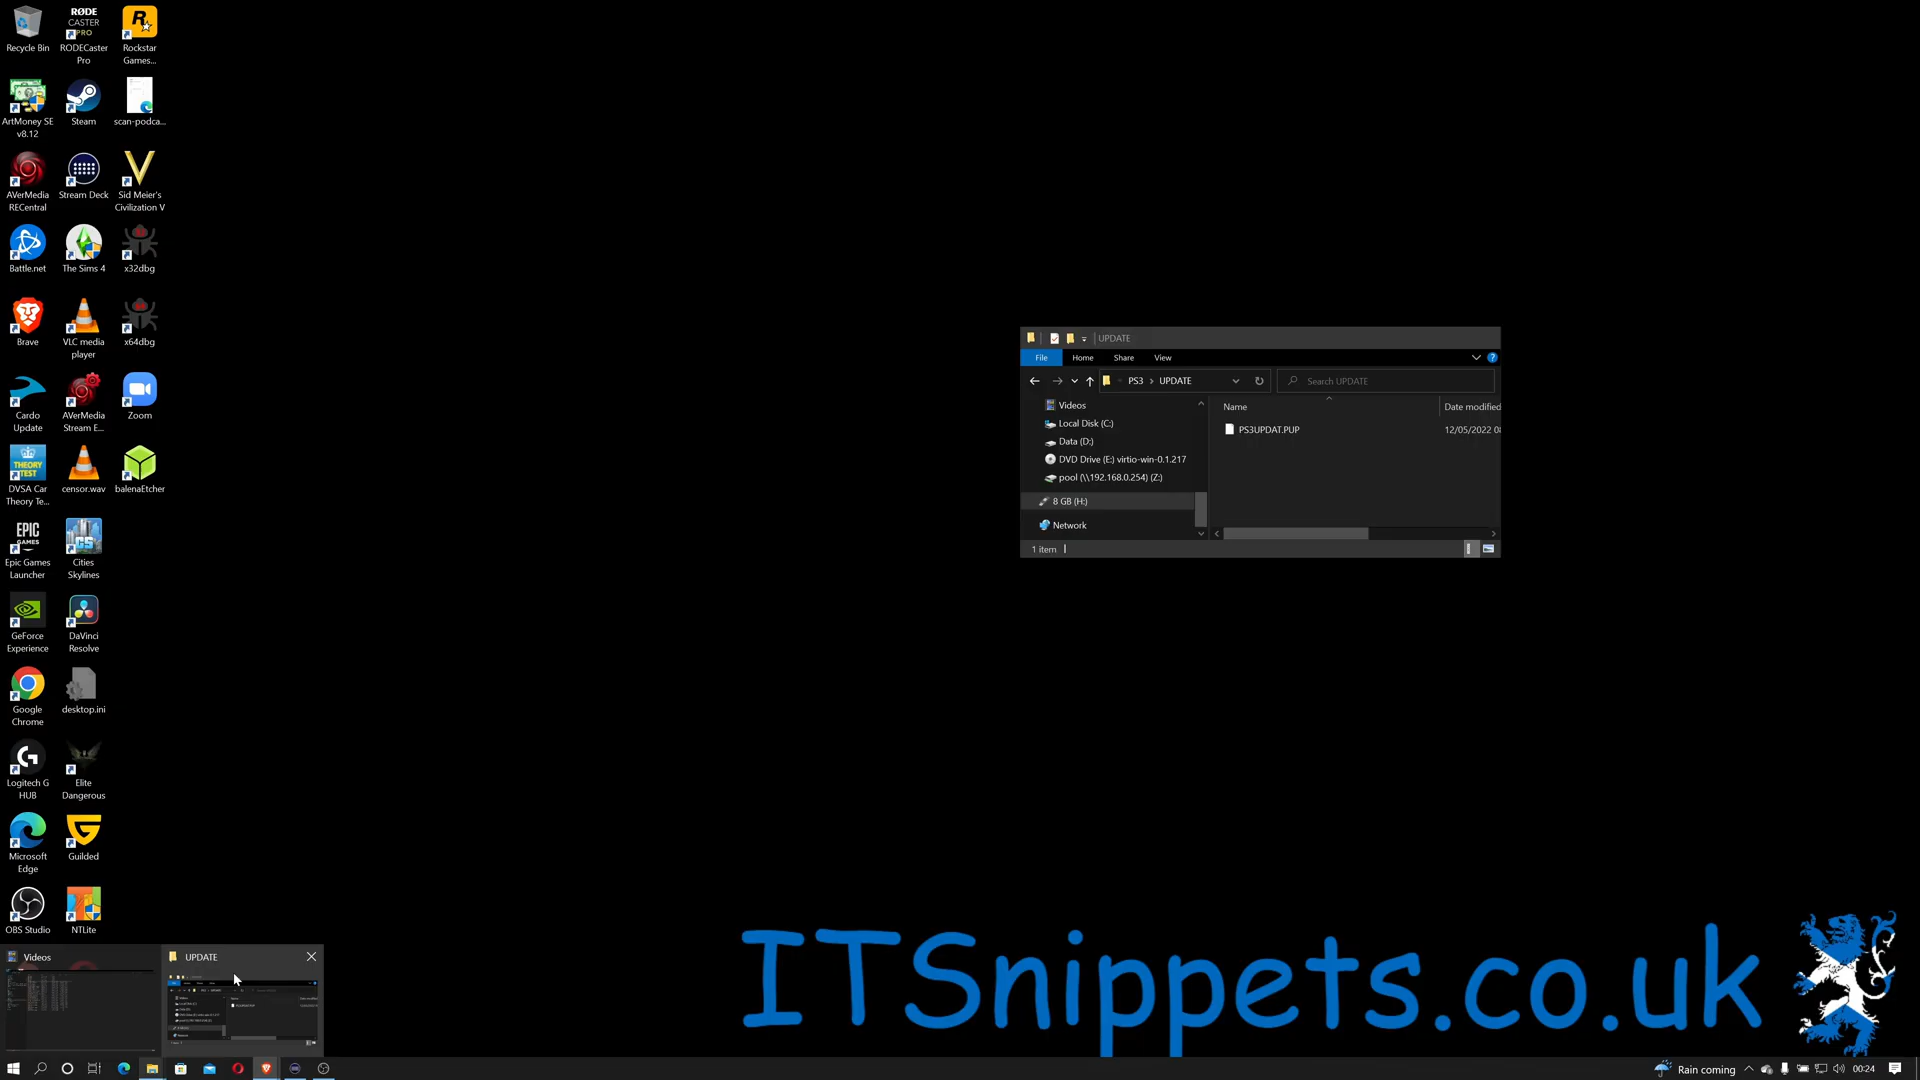 Recycle Bin
RØDE
CASTER
PRO
RODECaster
Pro
Rockstar
Games...
ArtMoney SE
v8.12
Steam
scan-podca...
AVerMedia
RECentral
Stream Deck
Sid Meier's
Civilization V
Battle.net
The Sims 4
x32dbg
Brave
VLC media
player
x64dbg
Cardo
Update
AVerMedia
Stream E...
Zoom
THEORY
TEST
DVSA Car
Theory Te...
censor.wav
balenaEtcher
EPIC
GAMES
Epic Games
Launcher
Cities
Skylines
GeForce
Experience
DaVinci
Resolve
Google
Chrome
desktop.ini
Logitech G
HUB
Elite
Dangerous
Microsoft
Edge
Guilded
OBS Studio
NTLite
UPDATE
File Home Share View
PS3 UPDATE
Search UPDATE
Videos
Local Disk (C:)
Data (D:)
DVD Drive (E:) virtio-win-0.1.217
pool (\\192.168.0.254) (Z:)
8 GB (H:)
Network
Name Date modified
PS3UPDAT.PUP 12/05/2022
1 item
Videos
UPDATE
ITSnippets.co.uk
Rain coming
00:24